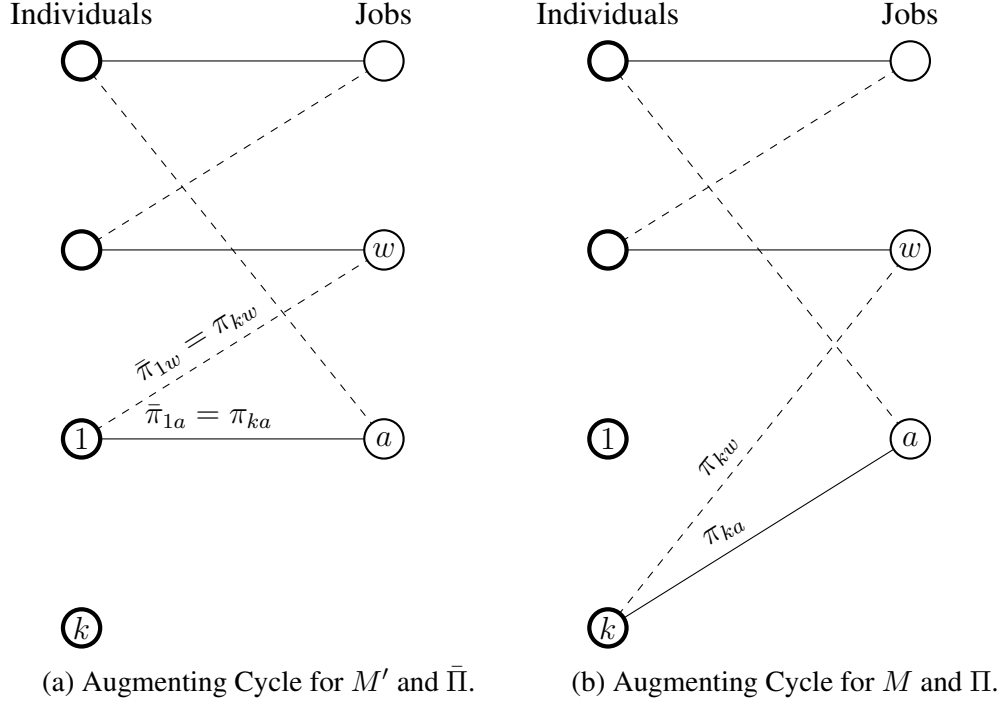 Individuals Jobs Individuals Jobs
w w
π̄₁w = πkw
π̄₁a = πka
1 a 1 a
πkw
πka
k k
(a) Augmenting Cycle for M′ and Π̄. (b) Augmenting Cycle for M and Π.